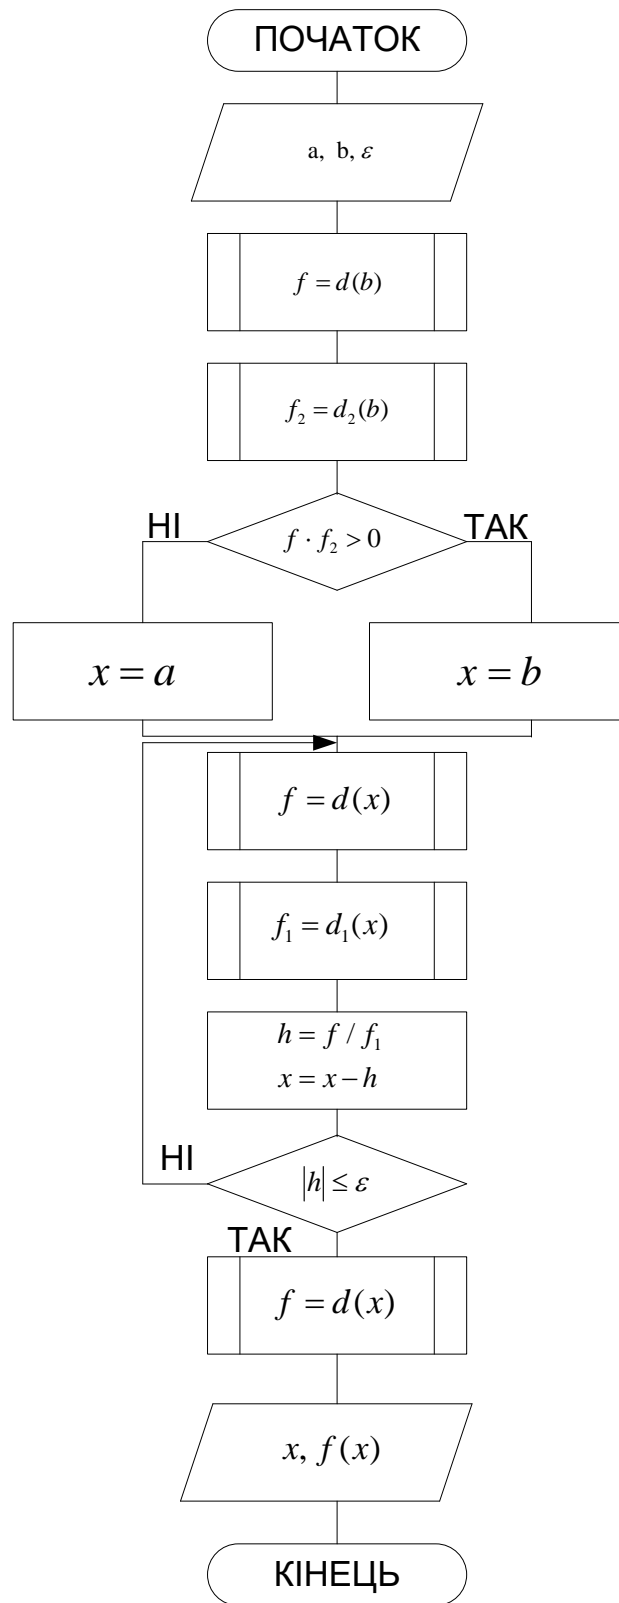 ПОЧАТОК
a, b, ε
f = d(b)
f₂ = d₂(b)
НІ
ТАК
f · f₂ > 0
x = a
x = b
f = d(x)
f₁ = d₁(x)
h = f / f₁
x = x − h
НІ
|h| ≤ ε
ТАК
f = d(x)
x, f(x)
КІНЕЦЬ